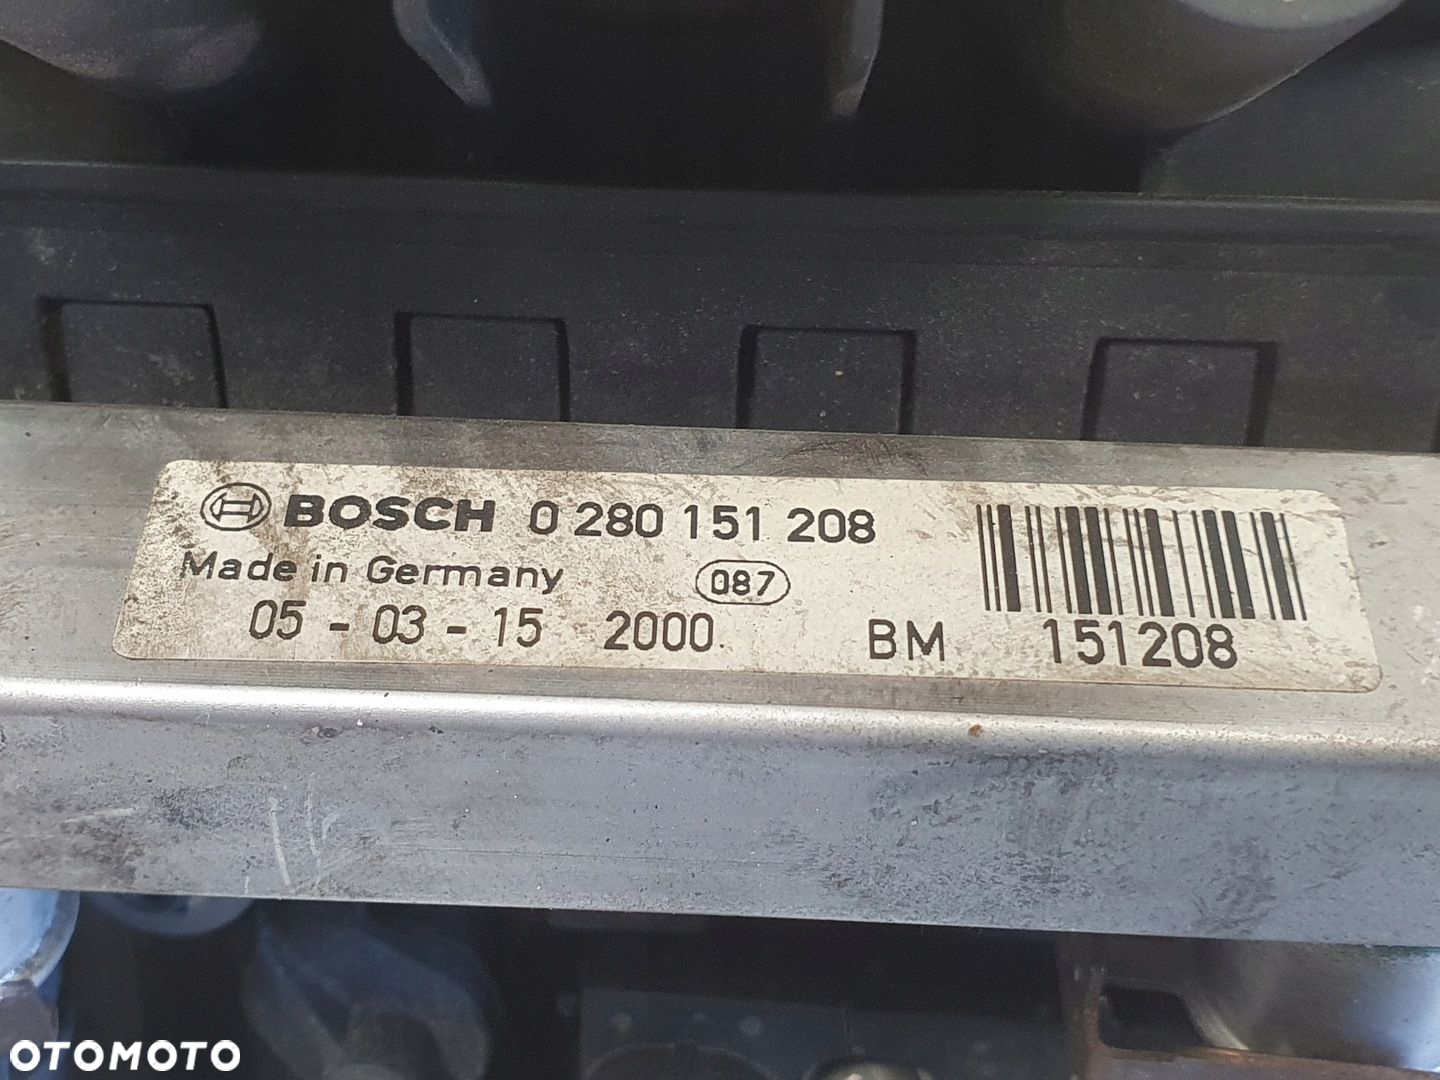 BOSCH 0 280 151 208
Made in Germany 087
05 - 03 - 15 2000 BM 151208
OTOMOTO